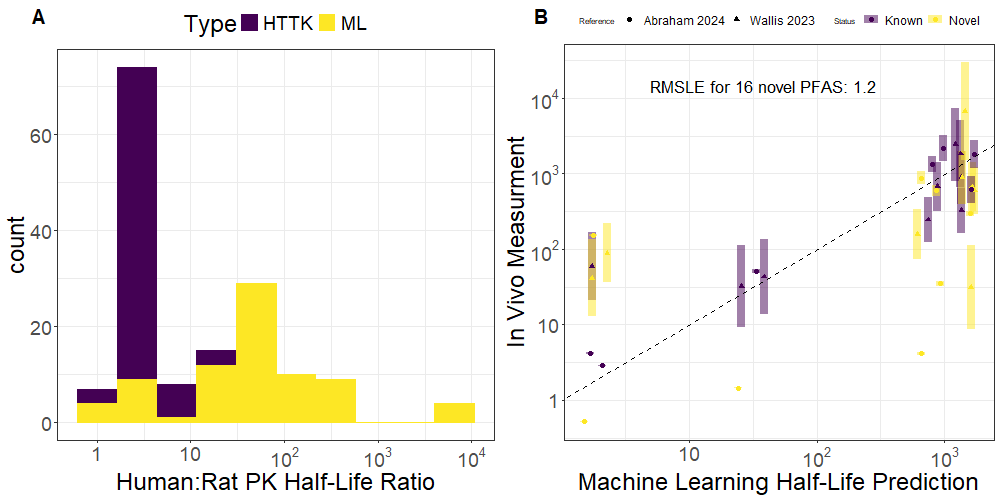 A
Type HTTK ML
count
60
40
20
0
1 10 10² 10³ 10⁴
Human:Rat PK Half-Life Ratio
B
Reference Abraham 2024 Wallis 2023 Status Known Novel
RMSLE for 16 novel PFAS: 1.2
In Vivo Measurment
10⁴
10³
10²
10
1
10 10² 10³
Machine Learning Half-Life Prediction